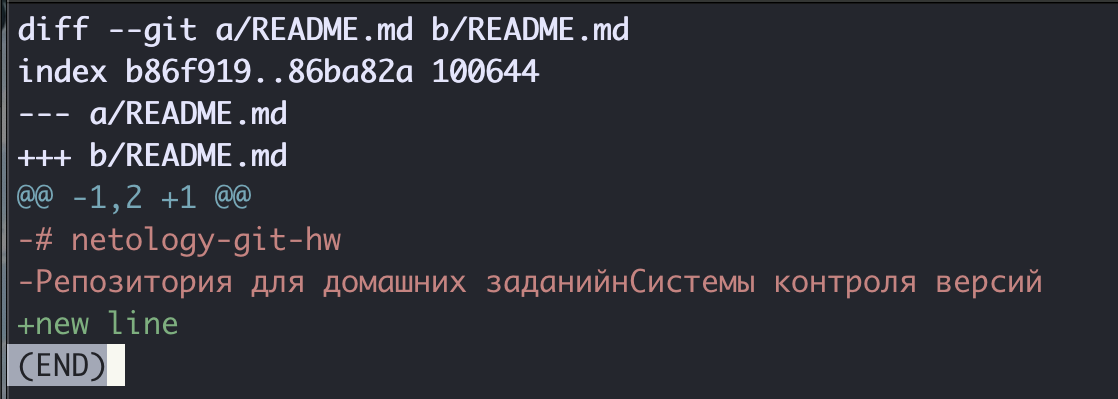 diff --git a/README.md b/README.md
index b86f919..86ba82a 100644
--- a/README.md
+++ b/README.md
@@ -1,2 +1 @@
-# netology-git-hw
-Репозитория для домашних заданийнСистемы контроля версий
+new line
(END)